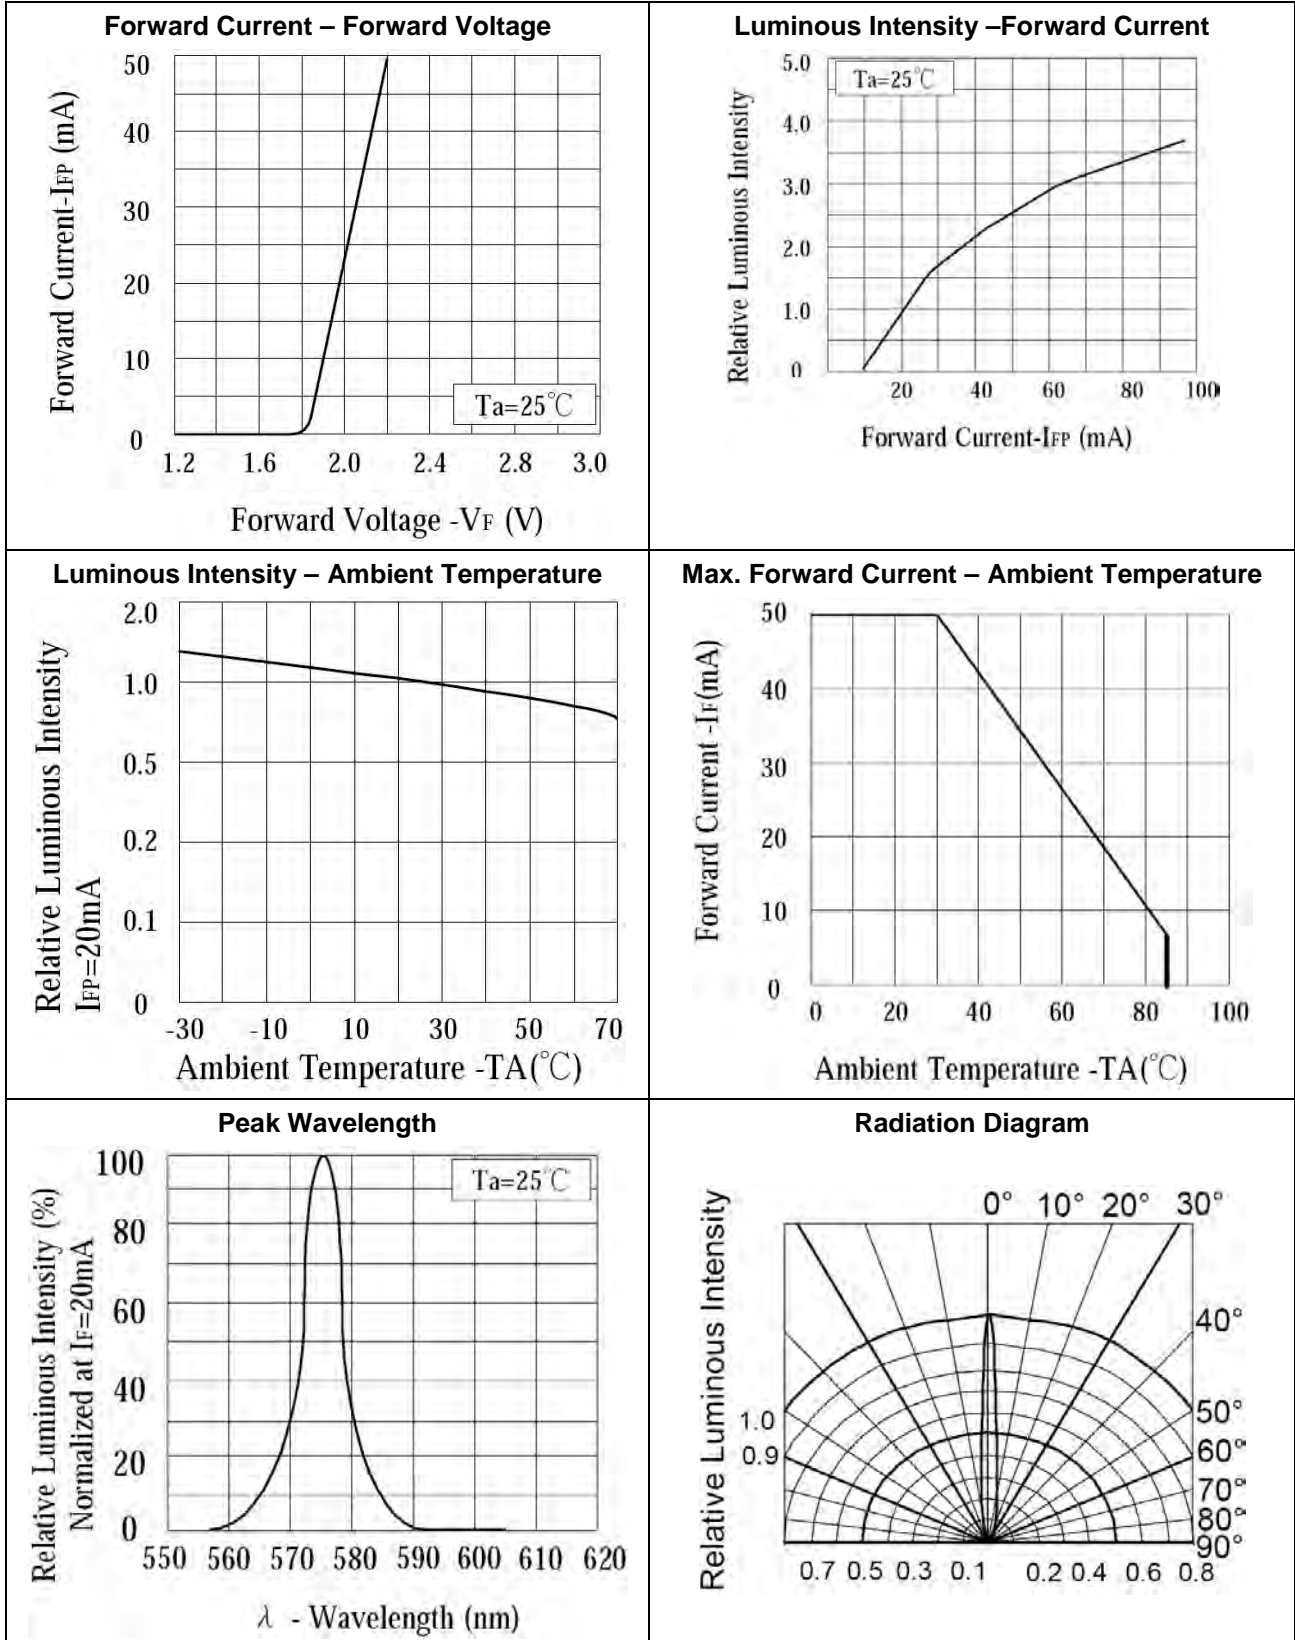 Forward Current – Forward Voltage
50
40
30
20
10
0
Forward Current-IFP (mA)
Ta=25℃
1.2 1.6 2.0 2.4 2.8 3.0
Forward Voltage -VF (V)
Luminous Intensity –Forward Current
5.0
4.0
3.0
2.0
1.0
0
Relative Luminous Intensity
Ta=25℃
20 40 60 80 100
Forward Current-IFP (mA)
Luminous Intensity – Ambient Temperature
2.0
1.0
0.5
0.2
0.1
0
Relative Luminous Intensity
IFP=20mA
-30 -10 10 30 50 70
Ambient Temperature -TA(℃)
Max. Forward Current – Ambient Temperature
50
40
30
20
10
0
Forward Current -IF(mA)
0 20 40 60 80 100
Ambient Temperature -TA(℃)
Peak Wavelength
100
80
60
40
20
0
Relative Luminous Intensity (%)
Normalized at IF=20mA
Ta=25℃
550 560 570 580 590 600 610 620
λ - Wavelength (nm)
Radiation Diagram
Relative Luminous Intensity
0° 10° 20° 30°
40°
50°
60°
70°
80°
90°
1.0
0.9
0.7 0.5 0.3 0.1 0.2 0.4 0.6 0.8